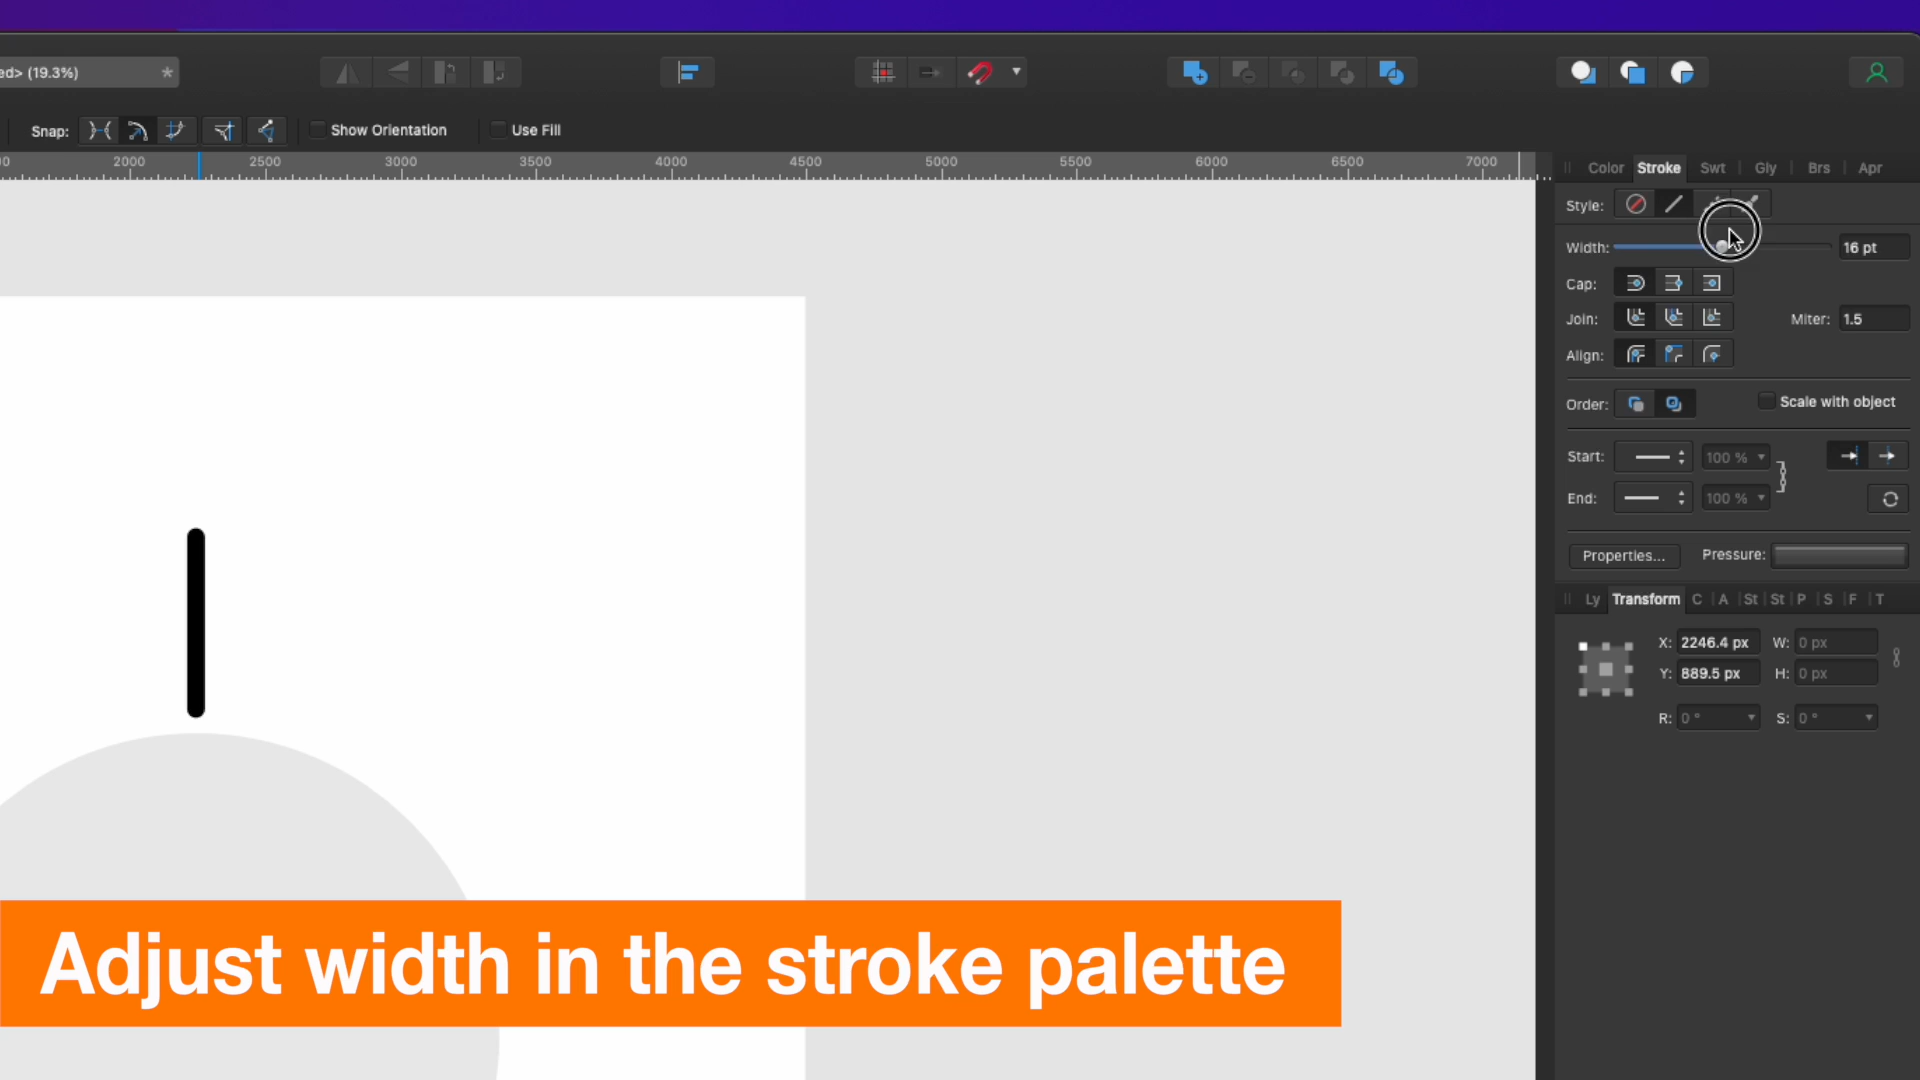 ed> (19.3%) *
Snap: Show Orientation Use Fill
2000 2500 3000 3500 4000 4500 5000 5500 6000 6500 7000
Color Stroke Swt Gly Brs Apr
Style:
Width: 16 pt
Cap:
Join: Miter: 1.5
Align:
Order: Scale with object
Start: 100 %
End: 100 %
Properties... Pressure:
Ly Transform C A St St P S F T
X: 2246.4 px W: 0 px
Y: 889.5 px H: 0 px
R: 0 ° S: 0 °
Adjust width in the stroke palette